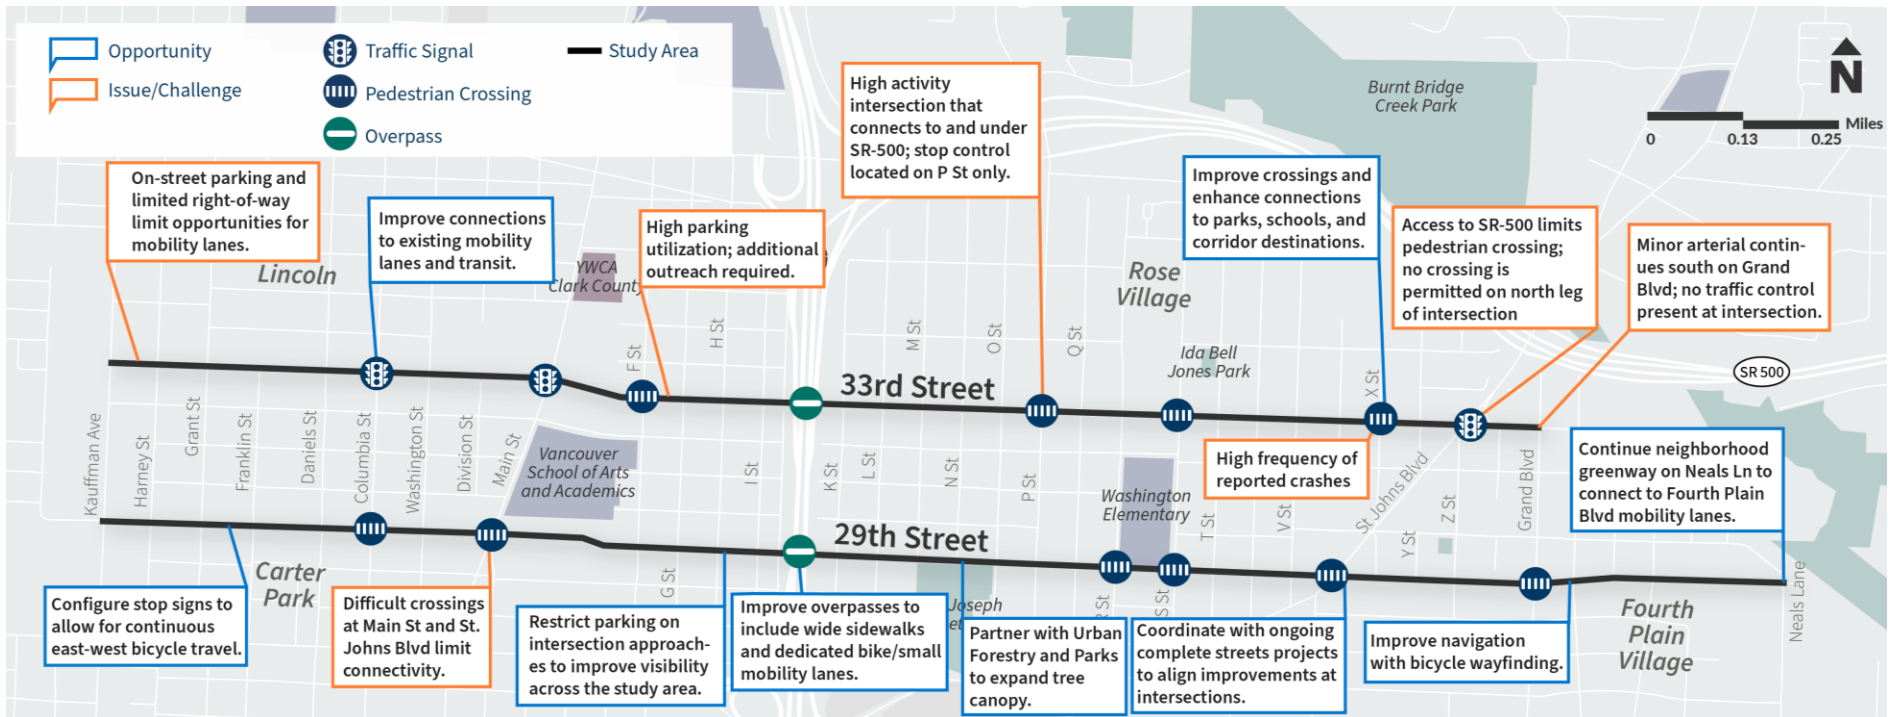 Opportunity
Issue/Challenge
Traffic Signal
Pedestrian Crossing
Overpass
Study Area
N
Miles
0
0.13
0.25
Burnt Bridge
Creek Park
High activity
intersection that
connects to and under
SR-500; stop control
located on P St only.
On-street parking and
limited right-of-way
limit opportunities for
mobility lanes.
Improve connections
to existing mobility
lanes and transit.
High parking
utilization; additional
outreach required.
Improve crossings and
enhance connections
to parks, schools, and
corridor destinations.
Access to SR-500 limits
pedestrian crossing;
no crossing is
permitted on north leg
of intersection
Minor arterial contin-
ues south on Grand
Blvd; no traffic control
present at intersection.
Lincoln
YWCA
Clark County
Rose
Village
Ida Bell
Jones Park
SR 500
F St
H St
M St
O St
Q St
X St
33rd Street
Kauffman Ave
Harney St
Grant St
Franklin St
Daniels St
Columbia St
Washington St
Division St
Main St
Vancouver
School of Arts
and Academics
I St
K St
L St
N St
P St
Washington
Elementary
T St
V St
High frequency of
reported crashes
St Johns Blvd
Y St
Z St
Grand Blvd
Continue neighborhood
greenway on Neals Ln to
connect to Fourth Plain
Blvd mobility lanes.
29th Street
Carter
Park
G St
R St
S St
Neals Lane
Fourth
Plain
Village
Joseph
Configure stop signs to
allow for continuous
east-west bicycle travel.
Difficult crossings
at Main St and St.
Johns Blvd limit
connectivity.
Restrict parking on
intersection approach-
es to improve visibility
across the study area.
Improve overpasses to
include wide sidewalks
and dedicated bike/small
mobility lanes.
Partner with Urban
Forestry and Parks
to expand tree
canopy.
Coordinate with ongoing
complete streets projects
to align improvements at
intersections.
Improve navigation
with bicycle wayfinding.